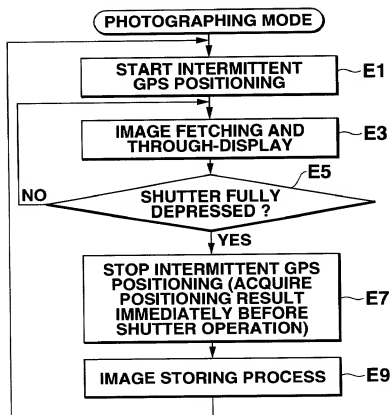 PHOTOGRAPHING MODE
START INTERMITTENT
GPS POSITIONING
E1
IMAGE FETCHING AND
THROUGH-DISPLAY
E3
SHUTTER FULLY
DEPRESSED ?
E5
NO
YES
STOP INTERMITTENT GPS
POSITIONING (ACQUIRE
POSITIONING RESULT
IMMEDIATELY BEFORE
SHUTTER OPERATION)
E7
IMAGE STORING PROCESS
E9